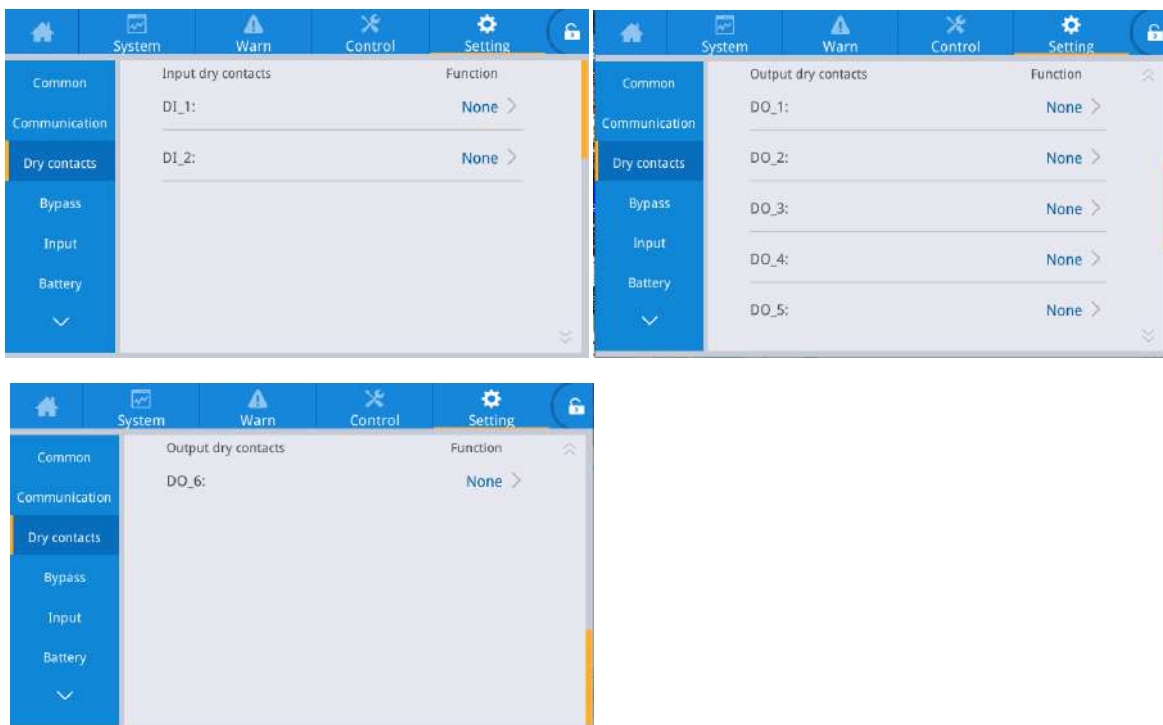 System Warn Control Setting
Common
Communication
Dry contacts
Bypass
Input
Battery
Input dry contacts Function
DI_1: None
DI_2: None
System Warn Control Setting
Common
Communication
Dry contacts
Bypass
Input
Battery
Output dry contacts Function
DO_1: None
DO_2: None
DO_3: None
DO_4: None
DO_5: None
System Warn Control Setting
Common
Communication
Dry contacts
Bypass
Input
Battery
Output dry contacts Function
DO_6: None